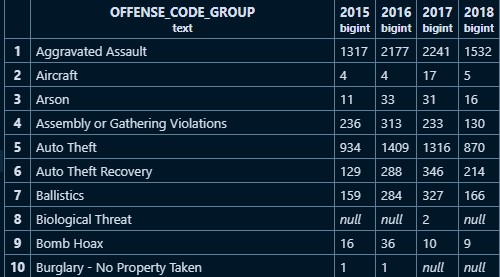 OFFENSE_CODE_GROUP 2015 2016 2017 2018
text bigint bigint bigint bigint
1 Aggravated Assault 1317 2177 2241 1532
2 Aircraft 4 4 17 5
3 Arson 11 33 31 16
4 Assembly or Gathering Violations 236 313 233 130
5 Auto Theft 934 1409 1316 870
6 Auto Theft Recovery 129 288 346 214
7 Ballistics 159 284 327 166
8 Biological Threat null null 2 null
9 Bomb Hoax 16 36 10 9
10 Burglary - No Property Taken 1 1 null null